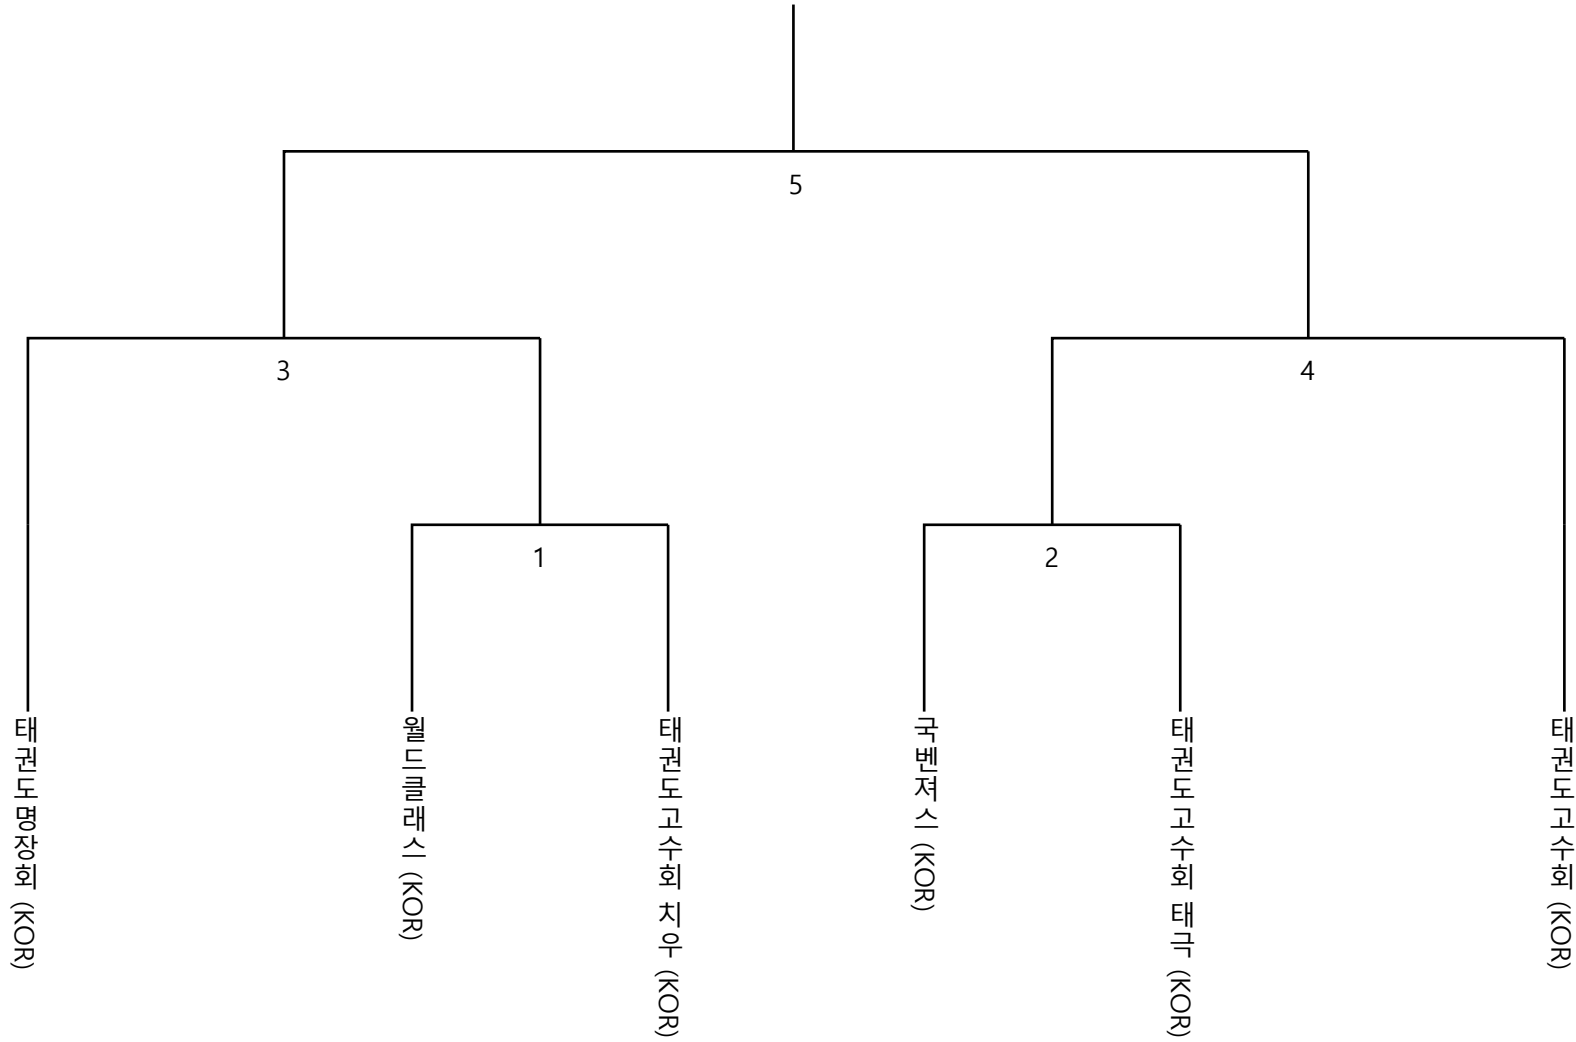 5
3
4
1
2
태권도명장회 (KOR)
월드클래스 (KOR)
태권도고수회 치우 (KOR)
국벤져스 (KOR)
태권도고수회 태극 (KOR)
태권도고수회 (KOR)